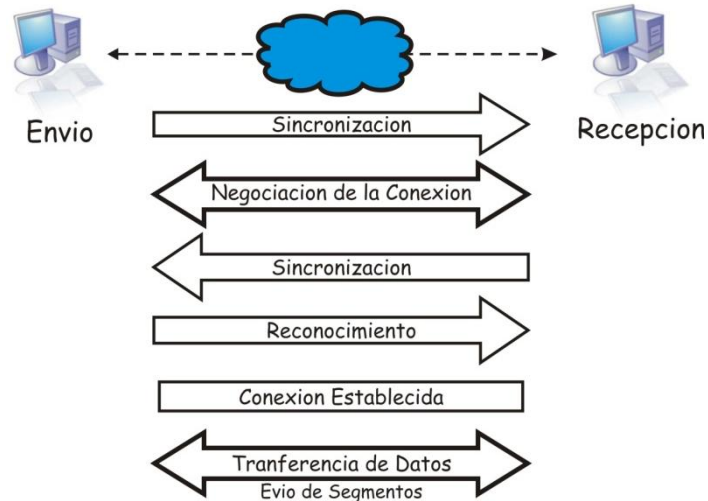 Envio
Recepcion
Sincronizacion
Negociacion de la Conexion
Sincronizacion
Reconocimiento
Conexion Establecida
Tranferencia de Datos
Evio de Segmentos